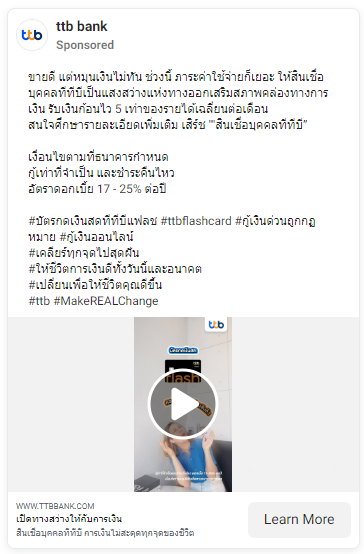 ttb bank
Sponsored
ttb
ขายดี แต่หมุนเงินไม่ทัน ช่วงนี้ ภาระค่าใช้จ่ายก็เยอะ ให้สินเชื่อ
บุคคลทีทีบีเป็นแสงสว่างแห่งทางออกเสริมสภาพคล่องทางการ
เงิน รับเงินก้อนไว 5 เท่าของรายได้เฉลี่ยต่อเดือน
สนใจศึกษารายละเอียดเพิ่มเติม เสิร์ช ""สินเชื่อบุคคลทีทีบี"
เงื่อนไขตามที่ธนาคารกำหนด
กู้เท่าที่จำเป็น และชำระคืนไหว
อัตราดอกเบี้ย 17 - 25% ต่อปี
#บัตรกดเงินสดทีทีบีแฟลช #ttbflashcard #กู้เงินด่วนถูกกฎ
หมาย #กู้เงินออนไลน์
#เคลียร์ทุกจุดไปสุดฝัน
#ให้ชีวิตการเงินดีทั้งวันนี้และอนาคต
#เปลี่ยนเพื่อให้ชีวิตคุณดีขึ้น
#ttb #MakeREALChange
ttb
flash
WWW.TTBBANK.COM
เปิดทางสว่างให้กับการเงิน
สินเชื่อบุคคลทีทีบี การเงินไม่สะดุดทุกจุดของชีวิต
Learn More